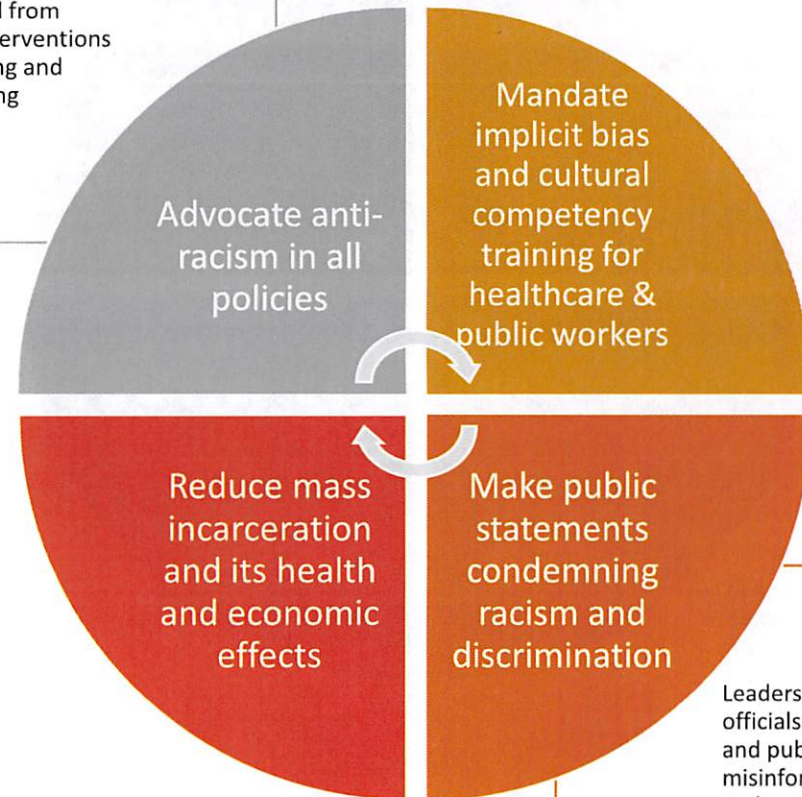 from
erventions
ng and
ng
Advocate anti-
racism in all
policies
Mandate
implicit bias
and cultural
competency
training for
healthcare &
public workers
Reduce mass
incarceration
and its health
and economic
effects
Make public
statements
condemning
racism and
discrimination
Leaders
officials
and pub
misinfor